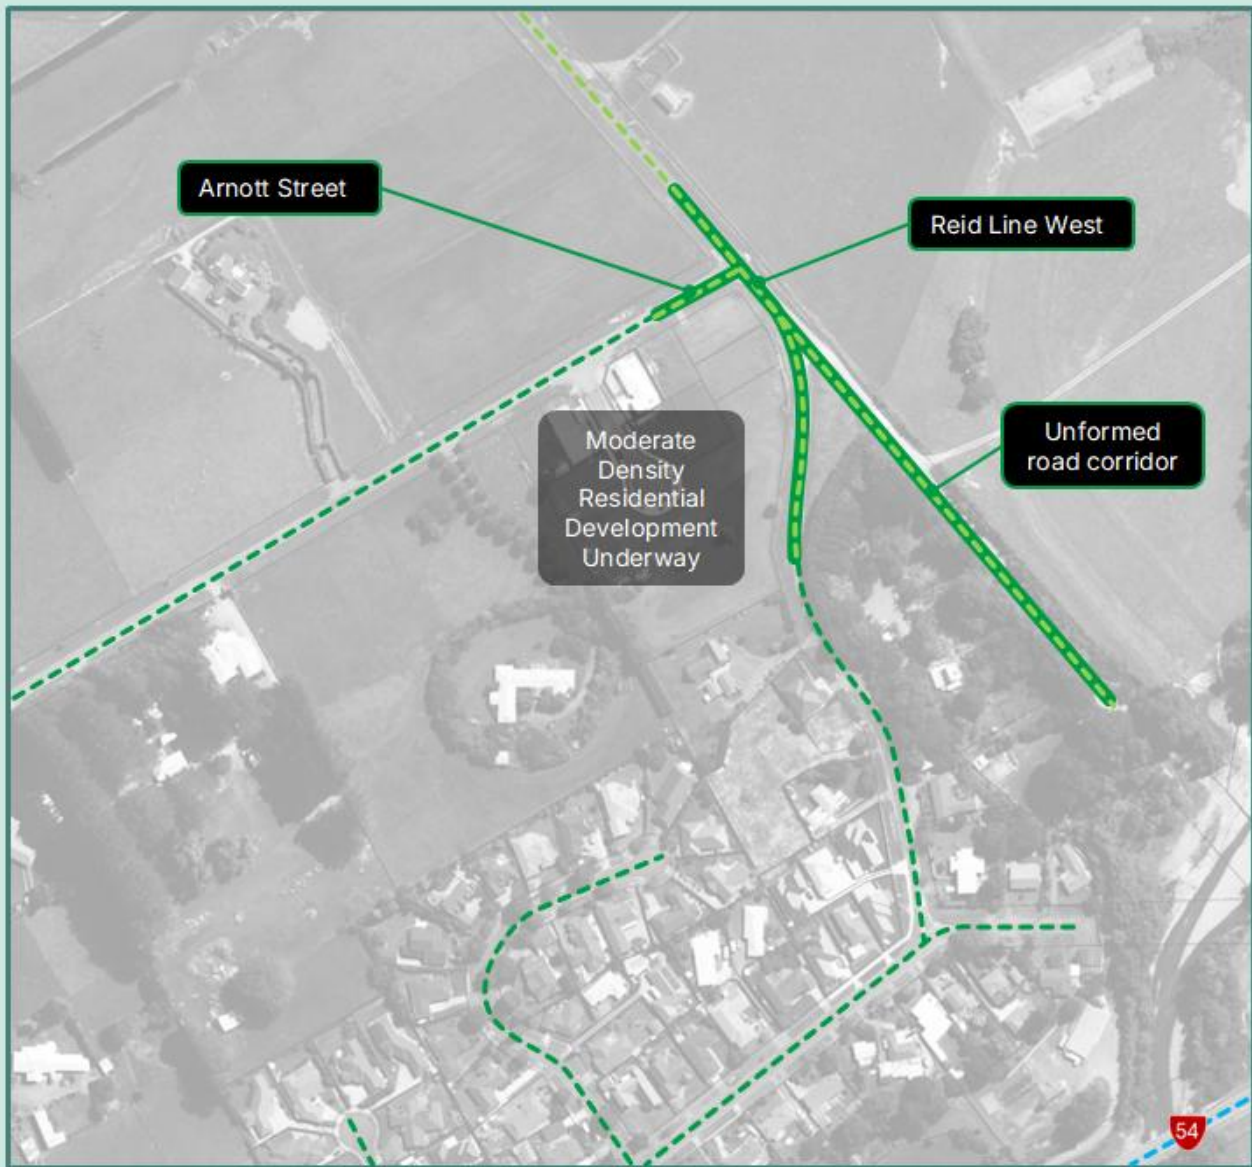 Arnott Street
Reid Line West
Unformed
road corridor
Moderate
Density
Residential
Development
Underway
54